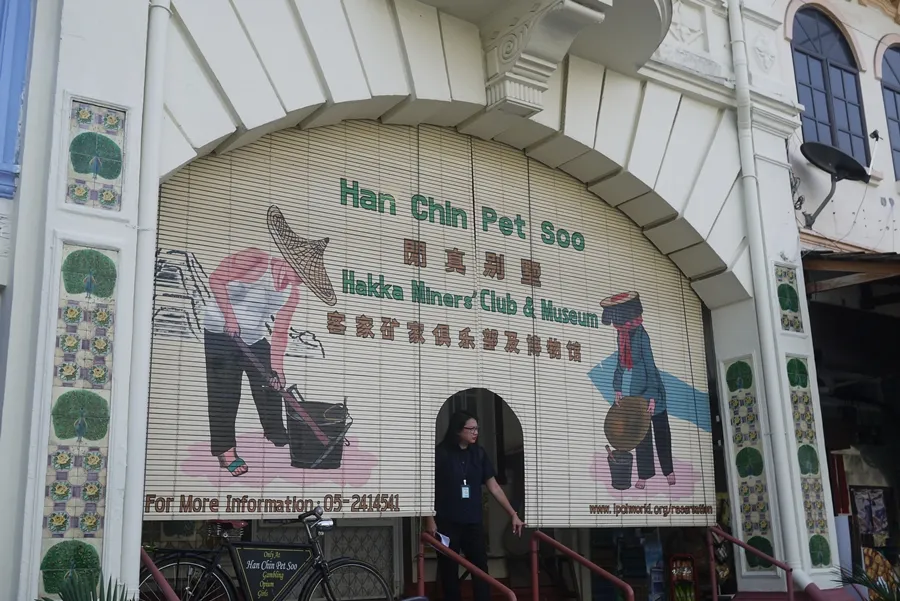 Han Chin Pet Soo
閒真别墅
Hakka Miners' Club & Museum
客家矿家俱乐部及博物馆
For More Information : 05-2414541
www.ipohworld.org/reservation
Only At
Han Chin Pet Soo
Gambling
Opium
Girls